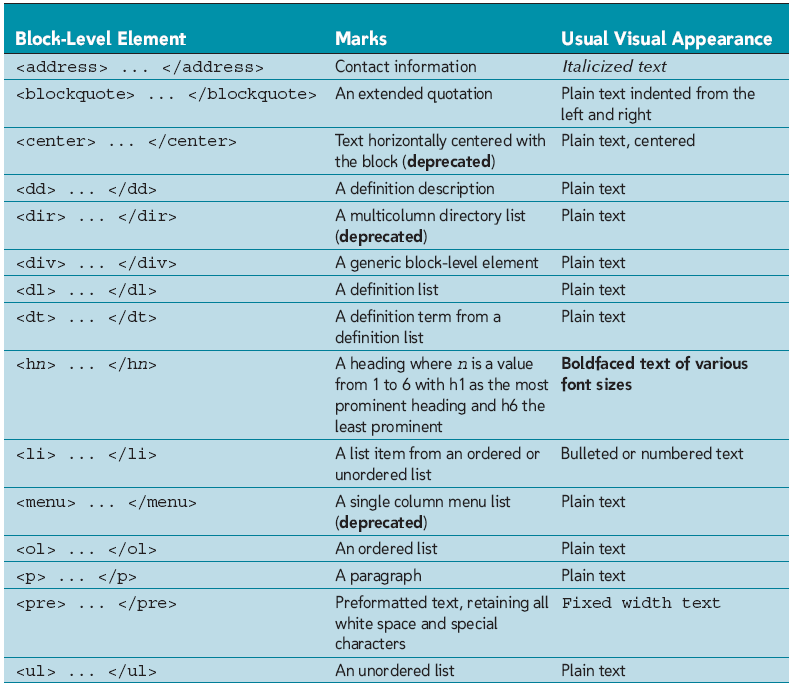 Block-Level Element Marks Usual Visual Appearance
<address> ... </address> Contact information Italicized text
<blockquote> ... </blockquote> An extended quotation Plain text indented from the
left and right
<center> ... </center> Text horizontally centered with Plain text, centered
the block (deprecated)
<dd> ... </dd> A definition description Plain text
<dir> ... </dir> A multicolumn directory list Plain text
(deprecated)
<div> ... </div> A generic block-level element Plain text
<dl> ... </dl> A definition list Plain text
<dt> ... </dt> A definition term from a Plain text
definition list
<hn> ... </hn> A heading where n is a value Boldfaced text of various
from 1 to 6 with h1 as the most font sizes
prominent heading and h6 the
least prominent
<li> ... </li> A list item from an ordered or Bulleted or numbered text
unordered list
<menu> ... </menu> A single column menu list Plain text
(deprecated)
<ol> ... </ol> An ordered list Plain text
<p> ... </p> A paragraph Plain text
<pre> ... </pre> Preformatted text, retaining all Fixed width text
white space and special
characters
<ul> ... </ul> An unordered list Plain text